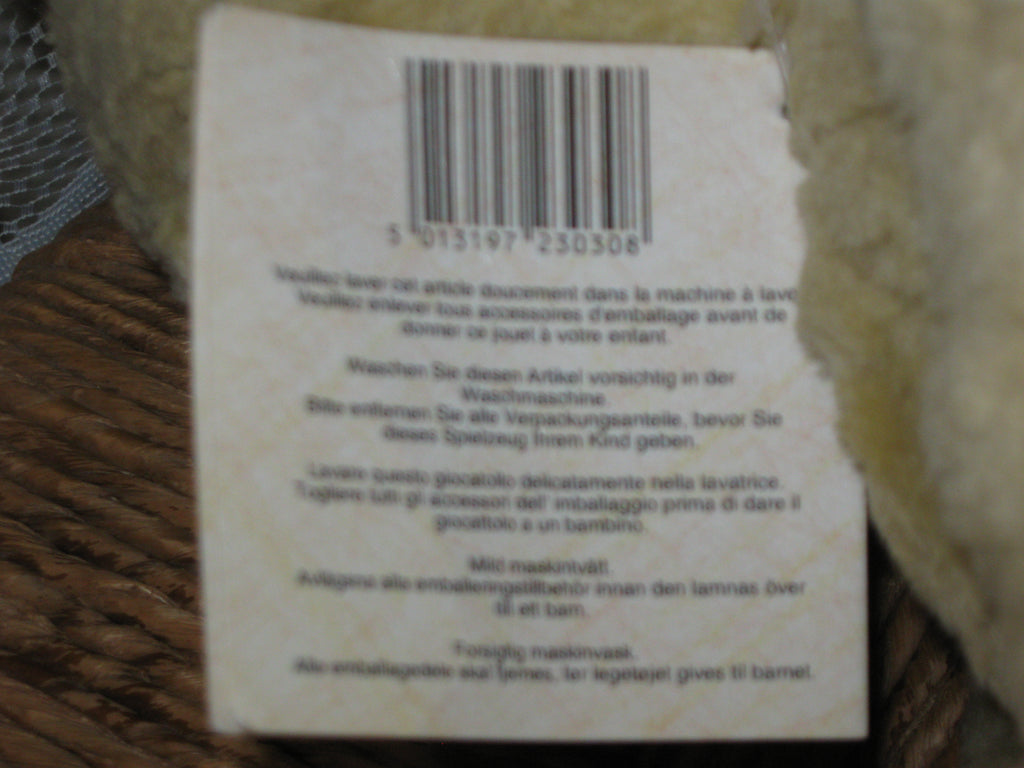 5 013197 230308
Veuillez laver cet article doucement dans la machine à lave
Veuillez enlever tous accessoires d'emballage avant de
donner ce jouet à votre enfant.
Waschen Sie diesen Artikel vorsichtig in der
Waschmaschine.
Bitte entfernen Sie alle Verpackungsanteile, bevor Sie
dieses Spielzeug Ihrem Kind geben.
Lavare questo giocattolo delicatamente nella lavatrice.
Togliere tutti gl accessori dell' imballaggio prima di dare il
giocattolo a un bambino.
Mild maskintvätt.
Avlägsna alla emballeringstillbehör innan den lämnas över
till ett barn.
Forsigtig maskinvask.
Alle emballagedele skal fjernes, før legetøjet gives til barnet.